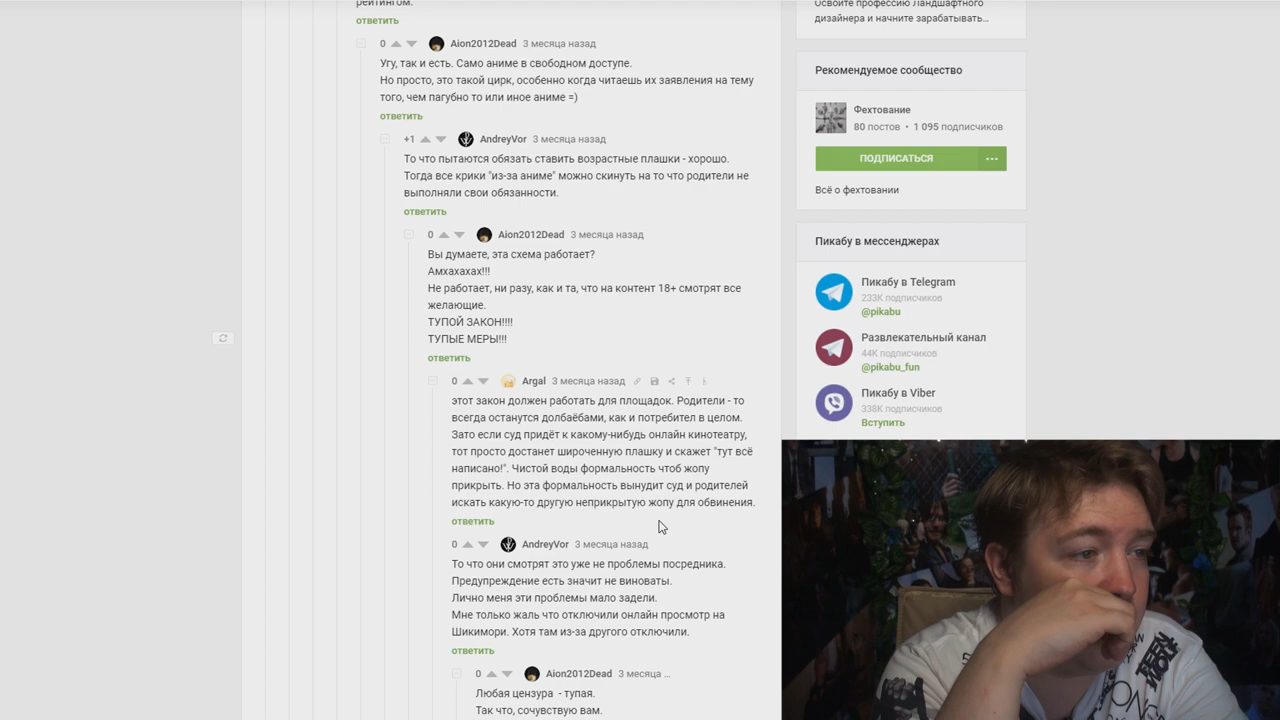 рейтингом.
ответить
0 Aion2012Dead 3 месяца назад
Угу, так и есть. Само аниме в свободном доступе.
Но просто, это такой цирк, особенно когда читаешь их заявления на тему
того, чем пагубно то или иное аниме =)
ответить
+1 AndreyVor 3 месяца назад
То что пытаются обязать ставить возрастные плашки - хорошо.
Тогда все крики "из-за аниме" можно скинуть на то что родители не
выполняли свои обязанности.
ответить
0 Aion2012Dead 3 месяца назад
Вы думаете, эта схема работает?
Амхахахах!!!
Не работает, ни разу, как и та, что на контент 18+ смотрят все
желающие.
ТУПОЙ ЗАКОН!!!!
ТУПЫЕ МЕРЫ!!!
ответить
0 Argal 3 месяца назад
этот закон должен работать для площадок. Родители - то
всегда останутся долбаёбами, как и потребител в целом.
Зато если суд придёт к какому-нибудь онлайн кинотеатру,
тот просто достанет широченную плашку и скажет "тут всё
написано!". Чистой воды формальность чтоб жопу
прикрыть. Но эта формальность вынудит суд и родителей
искать какую-то другую неприкрытую жопу для обвинения.
ответить
0 AndreyVor 3 месяца назад
То что они смотрят это уже не проблемы посредника.
Предупреждение есть значит не виноваты.
Лично меня эти проблемы мало задели.
Мне только жаль что отключили онлайн просмотр на
Шикимори. Хотя там из-за другого отключили.
ответить
0 Aion2012Dead 3 месяца ...
Любая цензура - тупая.
Так что, сочувствую вам.
Освойте профессию Ландшафтного
дизайнера и начните зарабатывать...
Рекомендуемое сообщество
Фехтование
80 постов • 1 095 подписчиков
ПОДПИСАТЬСЯ
Всё о фехтовании
Пикабу в мессенджерах
Пикабу в Telegram
233K подписчиков
@pikabu
Развлекательный канал
44K подписчиков
@pikabu_fun
Пикабу в Viber
338K подписчиков
Вступить